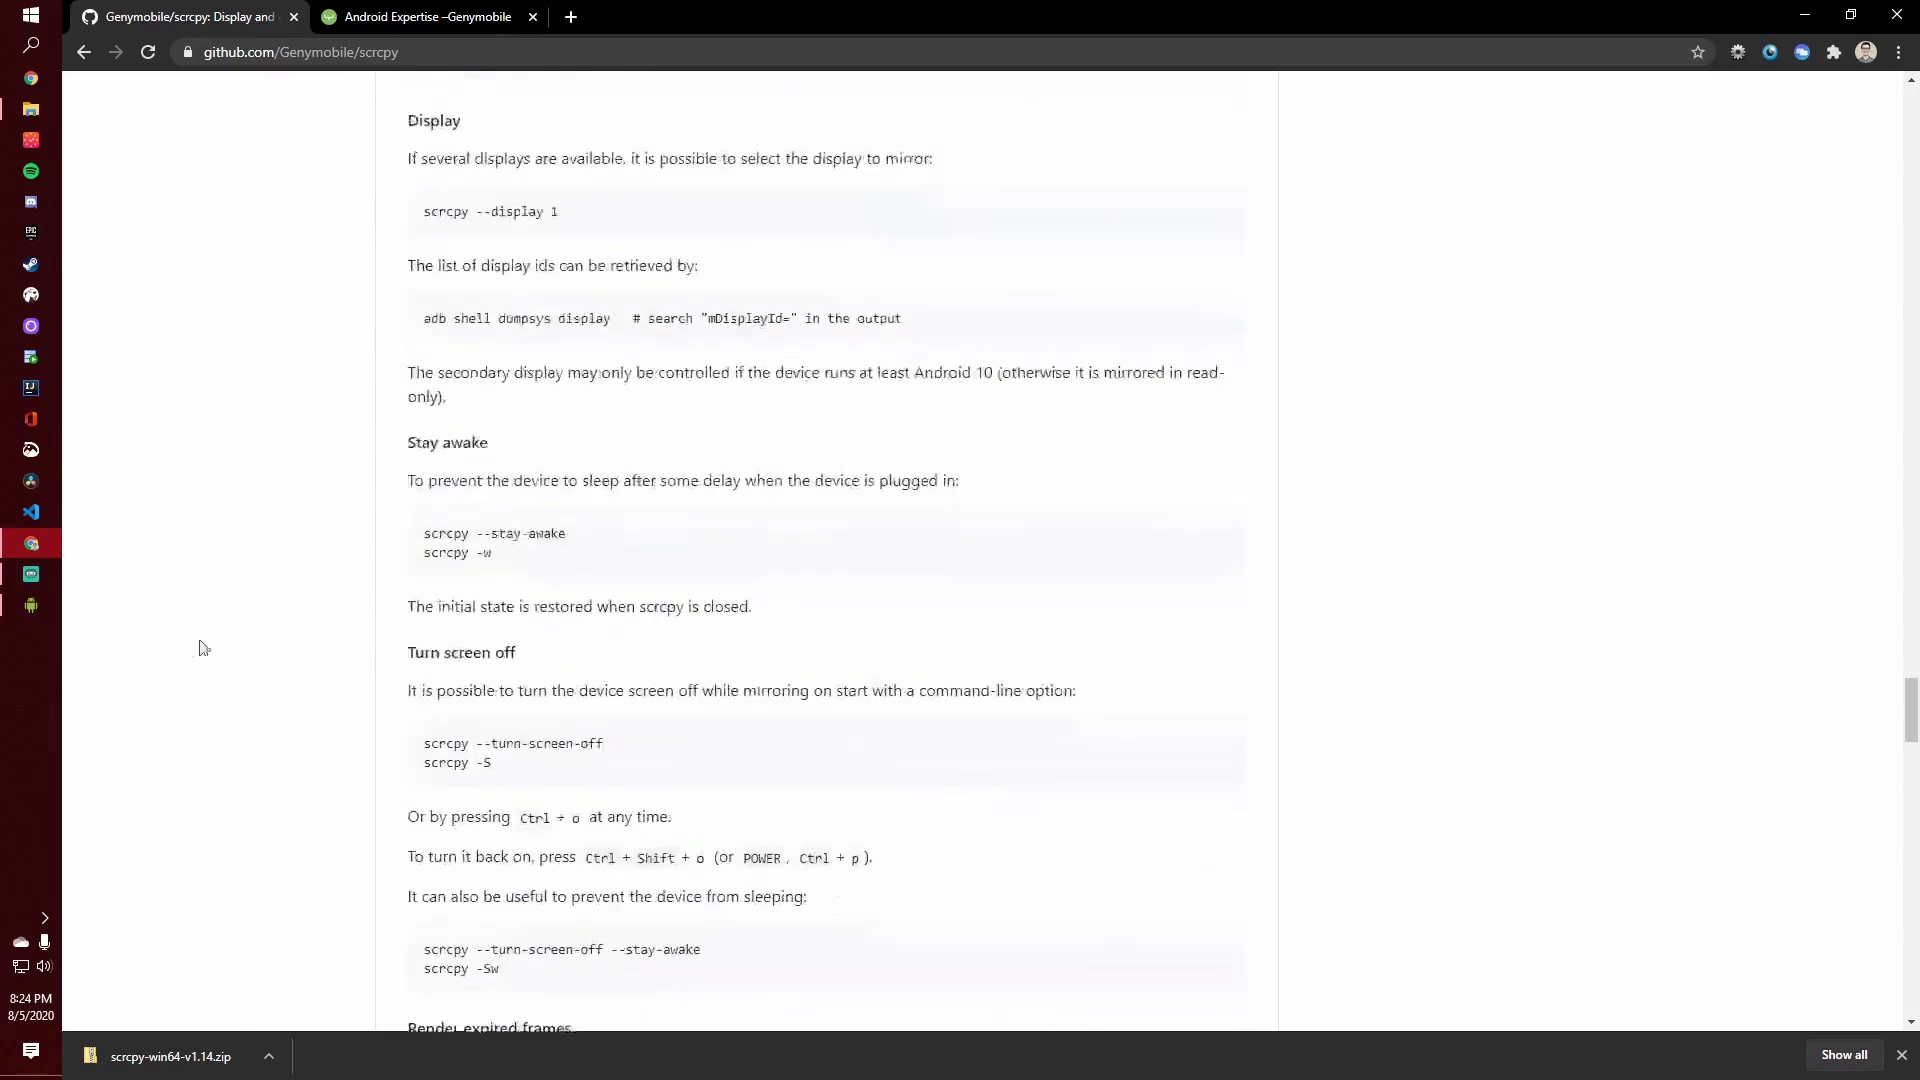 Genymobile/scrcpy: Display and
Android Expertise –Genymobile
github.com/Genymobile/scrcpy
Display
If several displays are available, it is possible to select the display to mirror:
scrcpy --display 1
The list of display ids can be retrieved by:
adb shell dumpsys display   # search "mDisplayId=" in the output
The secondary display may only be controlled if the device runs at least Android 10 (otherwise it is mirrored in read-
only).
Stay awake
To prevent the device to sleep after some delay when the device is plugged in:
scrcpy --stay-awake
scrcpy -w
The initial state is restored when scrcpy is closed.
Turn screen off
It is possible to turn the device screen off while mirroring on start with a command-line option:
scrcpy --turn-screen-off
scrcpy -S
Or by pressing Ctrl + o at any time.
To turn it back on, press Ctrl + Shift + o (or POWER, Ctrl + p).
It can also be useful to prevent the device from sleeping:
scrcpy --turn-screen-off --stay-awake
scrcpy -Sw
Render expired frames
EPIC
IJ
8:24 PM
8/5/2020
scrcpy-win64-v1.14.zip
Show all